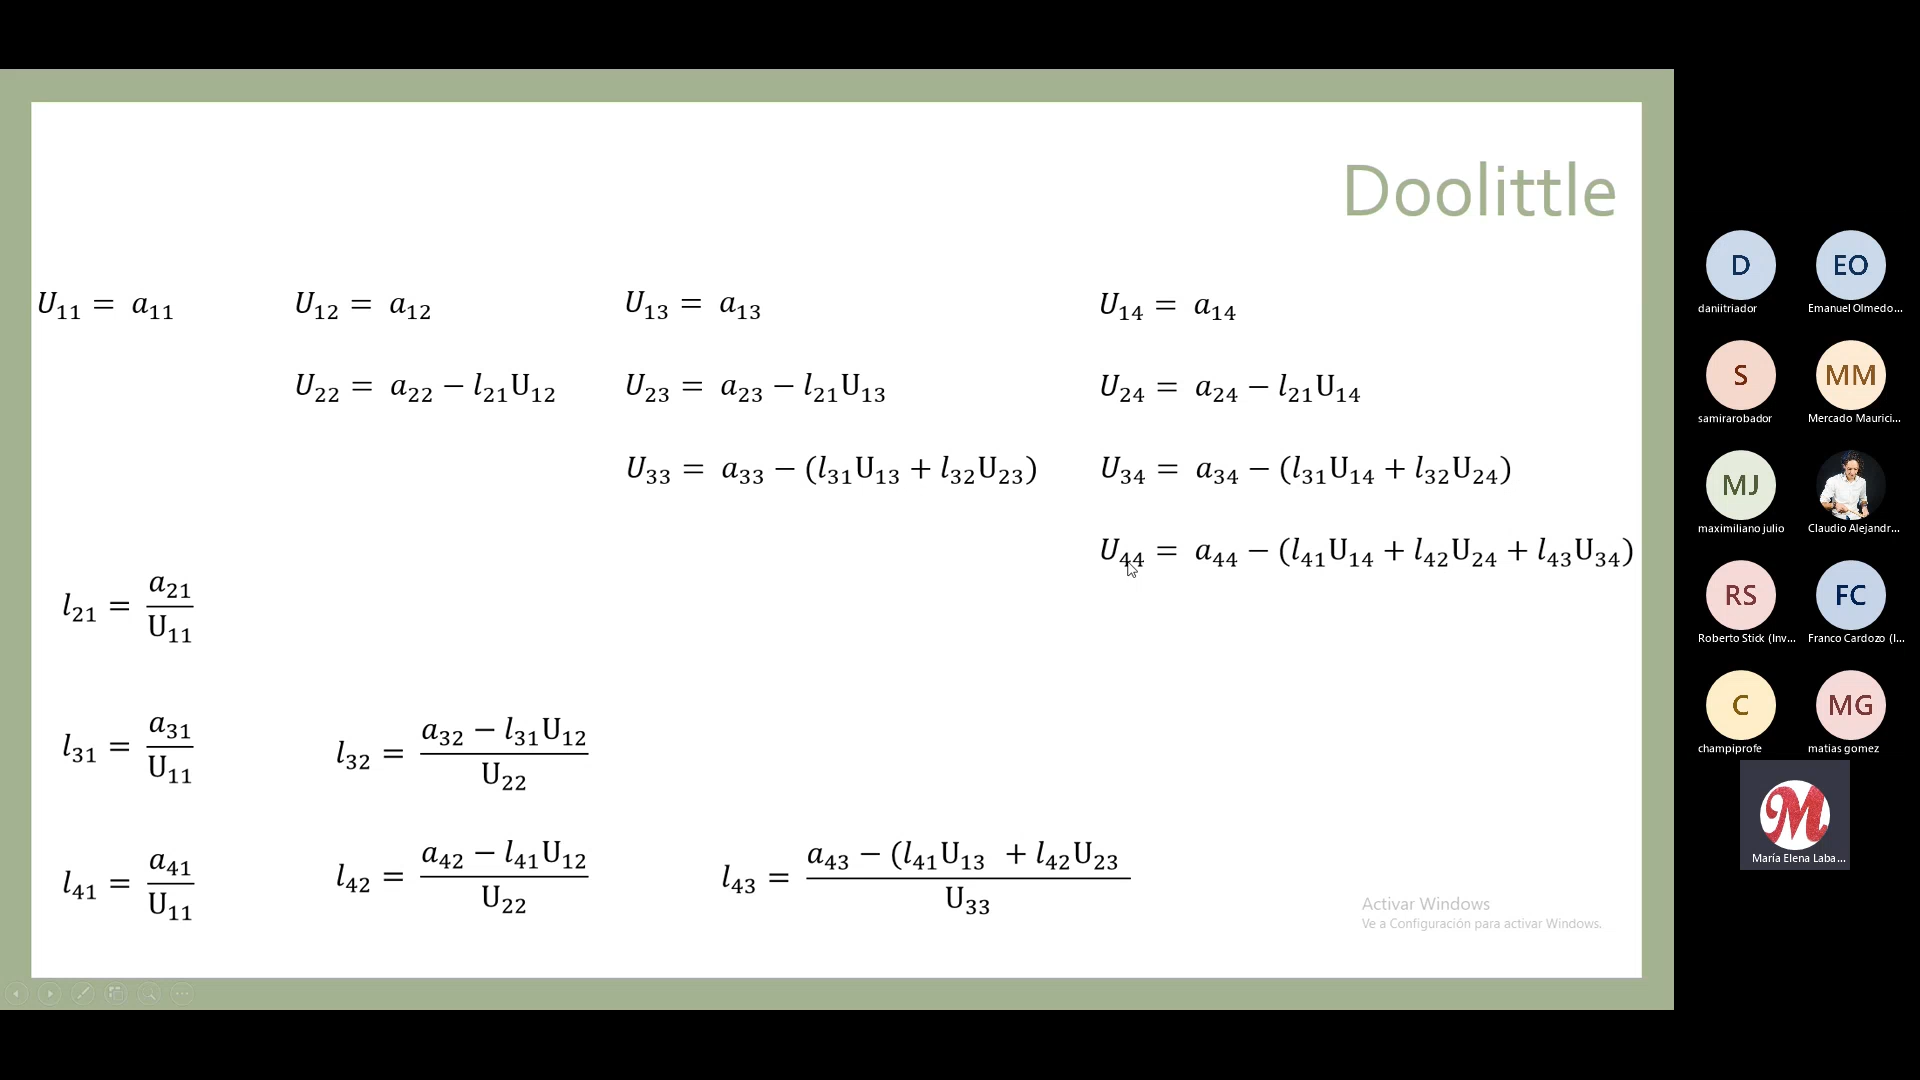 Doolittle
U₁₁ = a₁₁
U₁₂ = a₁₂
U₁₃ = a₁₃
U₁₄ = a₁₄
U₂₂ = a₂₂ − l₂₁U₁₂
U₂₃ = a₂₃ − l₂₁U₁₃
U₂₄ = a₂₄ − l₂₁U₁₄
U₃₃ = a₃₃ − (l₃₁U₁₃ + l₃₂U₂₃)
U₃₄ = a₃₄ − (l₃₁U₁₄ + l₃₂U₂₄)
U₄₄ = a₄₄ − (l₄₁U₁₄ + l₄₂U₂₄ + l₄₃U₃₄)
l₂₁ = a₂₁ / U₁₁
l₃₁ = a₃₁ / U₁₁
l₃₂ = a₃₂ − l₃₁U₁₂ / U₂₂
l₄₁ = a₄₁ / U₁₁
l₄₂ = a₄₂ − l₄₁U₁₂ / U₂₂
l₄₃ = a₄₃ − (l₄₁U₁₃ + l₄₂U₂₃ / U₃₃
Activar Windows
Ve a Configuración para activar Windows.
D
daniitriador
EO
Emanuel Olmedo...
S
samirarobador
MM
Mercado Maurici...
MJ
maximiliano julio
Claudio Alejandr...
RS
Roberto Stick (Inv...
FC
Franco Cardozo (I...
C
champiprofe
MG
matias gomez
M
María Elena Laba...